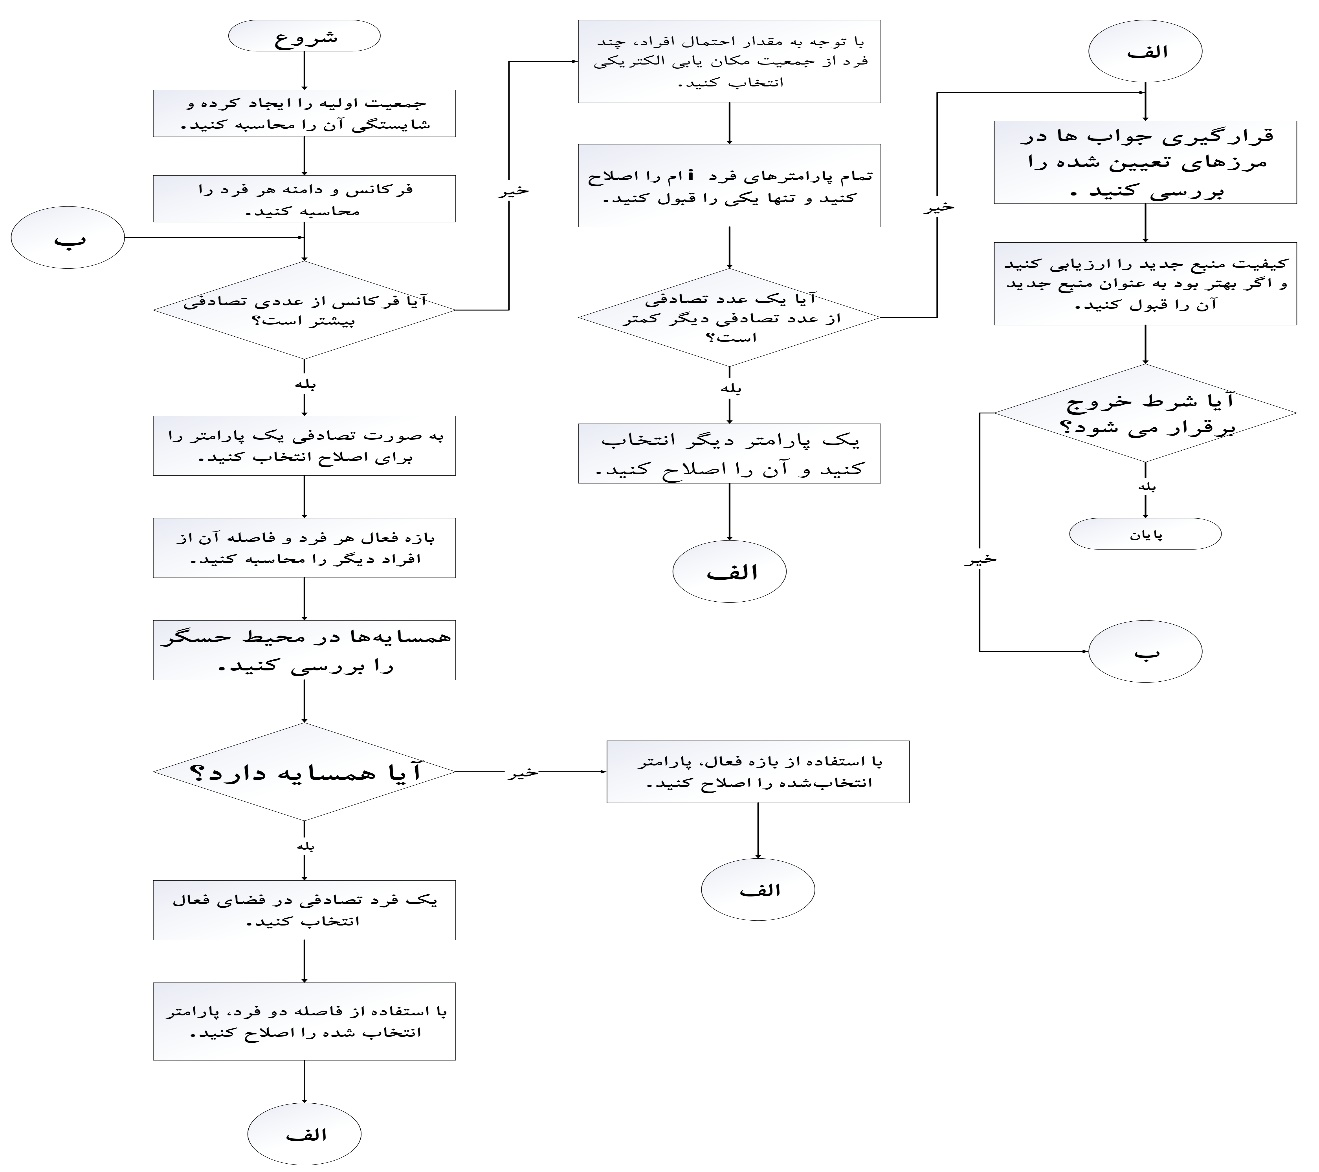 شروع
جمعیت اولیه را ایجاد کرده و
شایستگی آن را محاسبه کنید.
فرکانس و دامنه هر فرد را
محاسبه کنید.
ب
آیا فرکانس از عددی تصادفی
بیشتر است؟
خیر
بله
به صورت تصادفی یک پارامتر را
برای اصلاح انتخاب کنید.
بازه فعال هر فرد و فاصله آن از
افراد دیگر را محاسبه کنید.
همسایه‌ها در محیط حسگر
را بررسی کنید.
آیا همسایه دارد؟
خیر
با استفاده از بازه فعال، پارامتر
انتخاب‌شده را اصلاح کنید.
الف
بله
یک فرد تصادفی در فضای فعال
انتخاب کنید.
با استفاده از فاصله دو فرد، پارامتر
انتخاب شده را اصلاح کنید.
الف
با توجه به مقدار احتمال افراد، چند
فرد از جمعیت مکان یابی الکتریکی
انتخاب کنید.
تمام پارامترهای فرد i ام را اصلاح
کنید و تنها یکی را قبول کنید.
آیا یک عدد تصادفی
از عدد تصادفی دیگر کمتر
است؟
خیر
بله
یک پارامتر دیگر انتخاب
کنید و آن را اصلاح کنید.
الف
الف
قرارگیری جواب ها در
مرزهای تعیین شده را
بررسی کنید .
کیفیت منبع جدید را ارزیابی کنید
و اگر بهتر بود به عنوان منبع جدید
آن را قبول کنید.
آیا شرط خروج
برقرار می شود؟
بله
پایان
خیر
ب